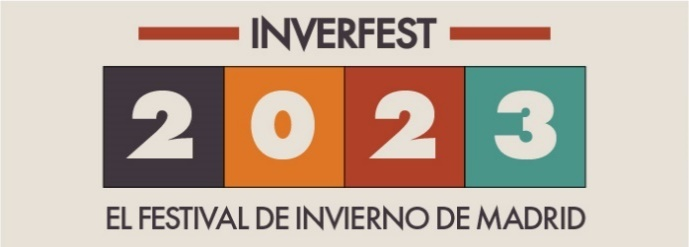 INVERFEST
2023
EL FESTIVAL DE INVIERNO DE MADRID